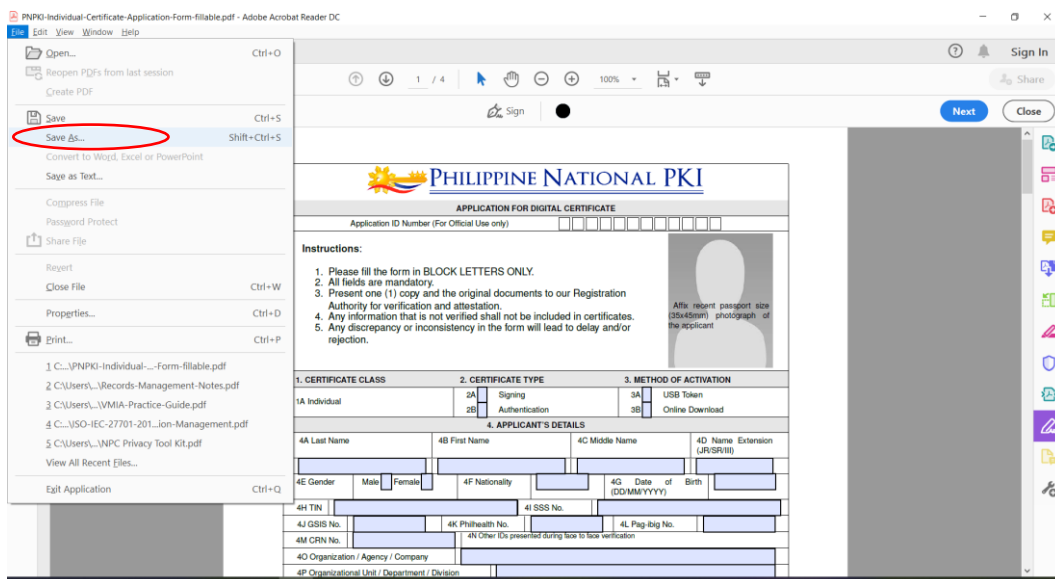 PNPKI-Individual-Certificate-Application-Form-fillable.pdf - Adobe Acrobat Reader DC
File Edit View Window Help
Open... Ctrl+O
Reopen PDFs from last session
Create PDF
Save Ctrl+S
Save As... Shift+Ctrl+S
Convert to Word, Excel or PowerPoint
Save as Text...
Compress File
Password Protect
Share File
Revert
Close File Ctrl+W
Properties... Ctrl+D
Print... Ctrl+P
1 C:...\PNPKI-Individual-...-Form-fillable.pdf
2 C:\Users\...\Records-Management-Notes.pdf
3 C:\Users\...\VMIA-Practice-Guide.pdf
4 C:...\ISO-IEC-27701-201...ion-Management.pdf
5 C:\Users\...\NPC Privacy Tool Kit.pdf
View All Recent Files...
Exit Application Ctrl+Q
Sign In
1 / 4 100% Share
Sign Next Close
PHILIPPINE NATIONAL PKI
APPLICATION FOR DIGITAL CERTIFICATE
Application ID Number (For Official Use only)
Instructions:
1. Please fill the form in BLOCK LETTERS ONLY.
2. All fields are mandatory.
3. Present one (1) copy and the original documents to our Registration
Authority for verification and attestation.
4. Any information that is not verified shall not be included in certificates.
5. Any discrepancy or inconsistency in the form will lead to delay and/or
rejection.
Affix recent passport size
(35x45mm) photograph of
the applicant
1. CERTIFICATE CLASS 2. CERTIFICATE TYPE 3. METHOD OF ACTIVATION
1A Individual
2A Signing 3A USB Token
2B Authentication 3B Online Download
4. APPLICANT'S DETAILS
4A Last Name 4B First Name 4C Middle Name 4D Name Extension
(JR/SR/III)
4E Gender Male Female 4F Nationality 4G Date of Birth
(DD/MM/YYYY)
4H TIN 4I SSS No.
4J GSIS No. 4K Philhealth No. 4L Pag-ibig No.
4M CRN No. 4N Other IDs presented during face to face verification
4O Organization / Agency / Company
4P Organizational Unit / Department / Division